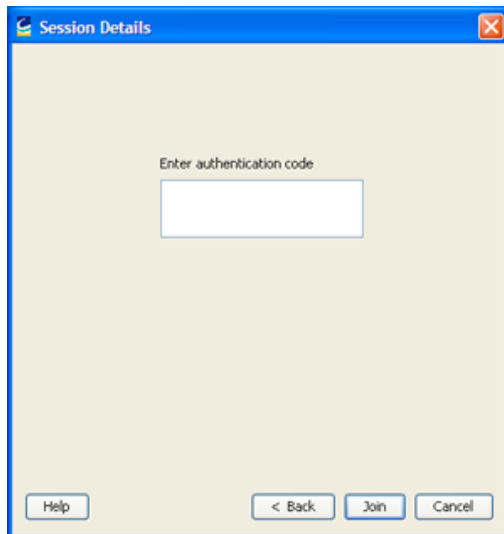 Session Details
Enter authentication code
Help < Back Join Cancel